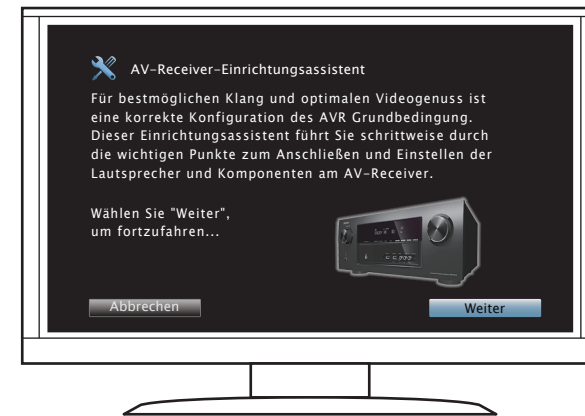 AV-Receiver-Einrichtungsassistent
Für bestmöglichen Klang und optimalen Videogenuss ist
eine korrekte Konfiguration des AVR Grundbedingung.
Dieser Einrichtungsassistent führt Sie schrittweise durch
die wichtigen Punkte zum Anschließen und Einstellen der
Lautsprecher und Komponenten am AV-Receiver.
Wählen Sie "Weiter",
um fortzufahren...
Abbrechen
Weiter